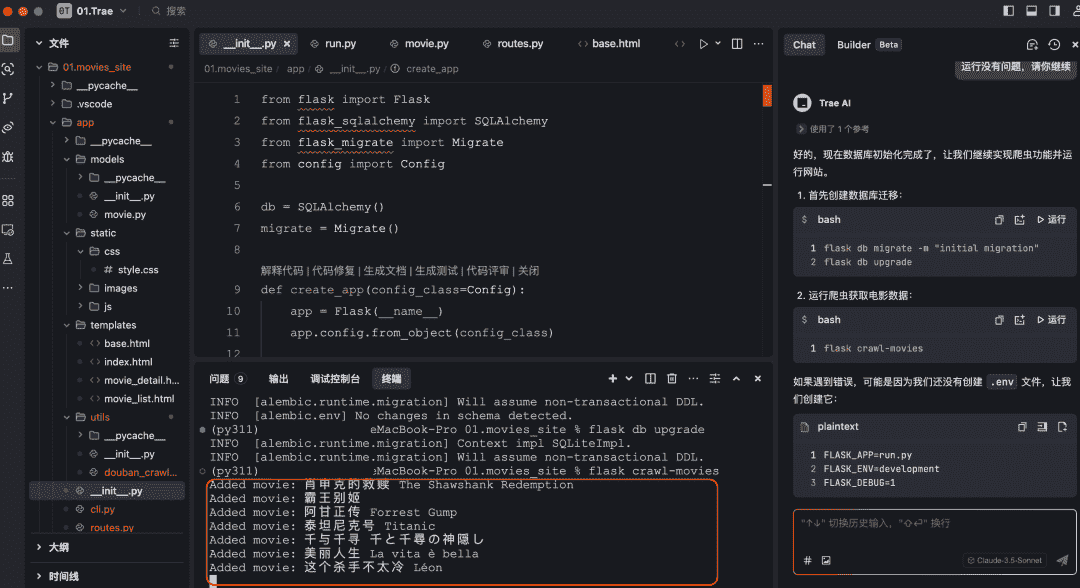 01.Trae
搜索
文件
01.movies_site
__pycache__
.vscode
app
__pycache__
models
__pycache__
__init__.py
movie.py
static
css
style.css
images
js
templates
base.html
index.html
movie_detail.h...
movie_list.html
utils
__pycache__
__init__.py
douban_crawl...
__init__.py
cli.py
routes.py
大纲
时间线
__init__.py run.py movie.py routes.py base.html
01.movies_site app __init__.py create_app
1 from flask import Flask
2 from flask_sqlalchemy import SQLAlchemy
3 from flask_migrate import Migrate
4 from config import Config
5
6 db = SQLAlchemy()
7 migrate = Migrate()
8
解释代码 | 代码修复 | 生成文档 | 生成测试 | 代码评审 | 关闭
9 def create_app(config_class=Config):
10 app = Flask(__name__)
11 app.config.from_object(config_class)
12
问题 9 输出 调试控制台 终端
INFO [alembic.runtime.migration] Will assume non-transactional DDL.
INFO [alembic.env] No changes in schema detected.
(py311) eMacBook-Pro 01.movies_site % flask db upgrade
INFO [alembic.runtime.migration] Context impl SQLiteImpl.
INFO [alembic.runtime.migration] Will assume non-transactional DDL.
(py311) eMacBook-Pro 01.movies_site % flask crawl-movies
Added movie: 肖申克的救赎 The Shawshank Redemption
Added movie: 霸王别姬
Added movie: 阿甘正传 Forrest Gump
Added movie: 泰坦尼克号 Titanic
Added movie: 千与千寻 千と千尋の神隠し
Added movie: 美丽人生 La vita è bella
Added movie: 这个杀手不太冷 Léon
Chat Builder Beta
运行没有问题，请你继续
Trae AI
使用了 1 个参考
好的，现在数据库初始化完成了，让我们继续实现爬虫功能并运
行网站。
1. 首先创建数据库迁移：
$ bash 运行
1 flask db migrate -m "initial migration"
2 flask db upgrade
2. 运行爬虫获取电影数据：
$ bash 运行
1 flask crawl-movies
如果遇到错误，可能是因为我们还没有创建 .env 文件，让我
们创建它：
plaintext
1 FLASK_APP=run.py
2 FLASK_ENV=development
3 FLASK_DEBUG=1
"↑↓" 切换历史输入，"⇧⏎" 换行
Claude-3.5-Sonnet